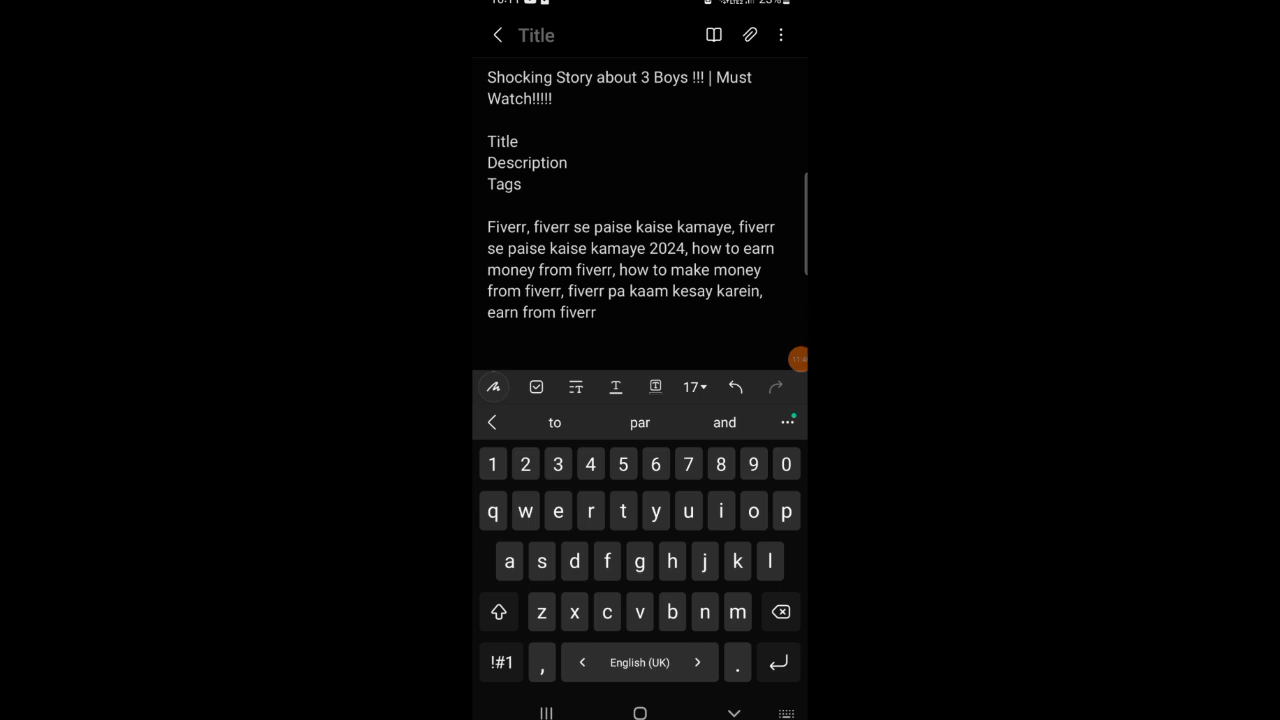 Title
Shocking Story about 3 Boys !!! | Must
Watch!!!!!
Title
Description
Tags
Fiverr, fiverr se paise kaise kamaye, fiverr
se paise kaise kamaye 2024, how to earn
money from fiverr, how to make money
from fiverr, fiverr pa kaam kesay karein,
earn from fiverr
17
to par and
1 2 3 4 5 6 7 8 9 0
q w e r t y u i o p
a s d f g h j k l
z x c v b n m
!#1 , English (UK) .